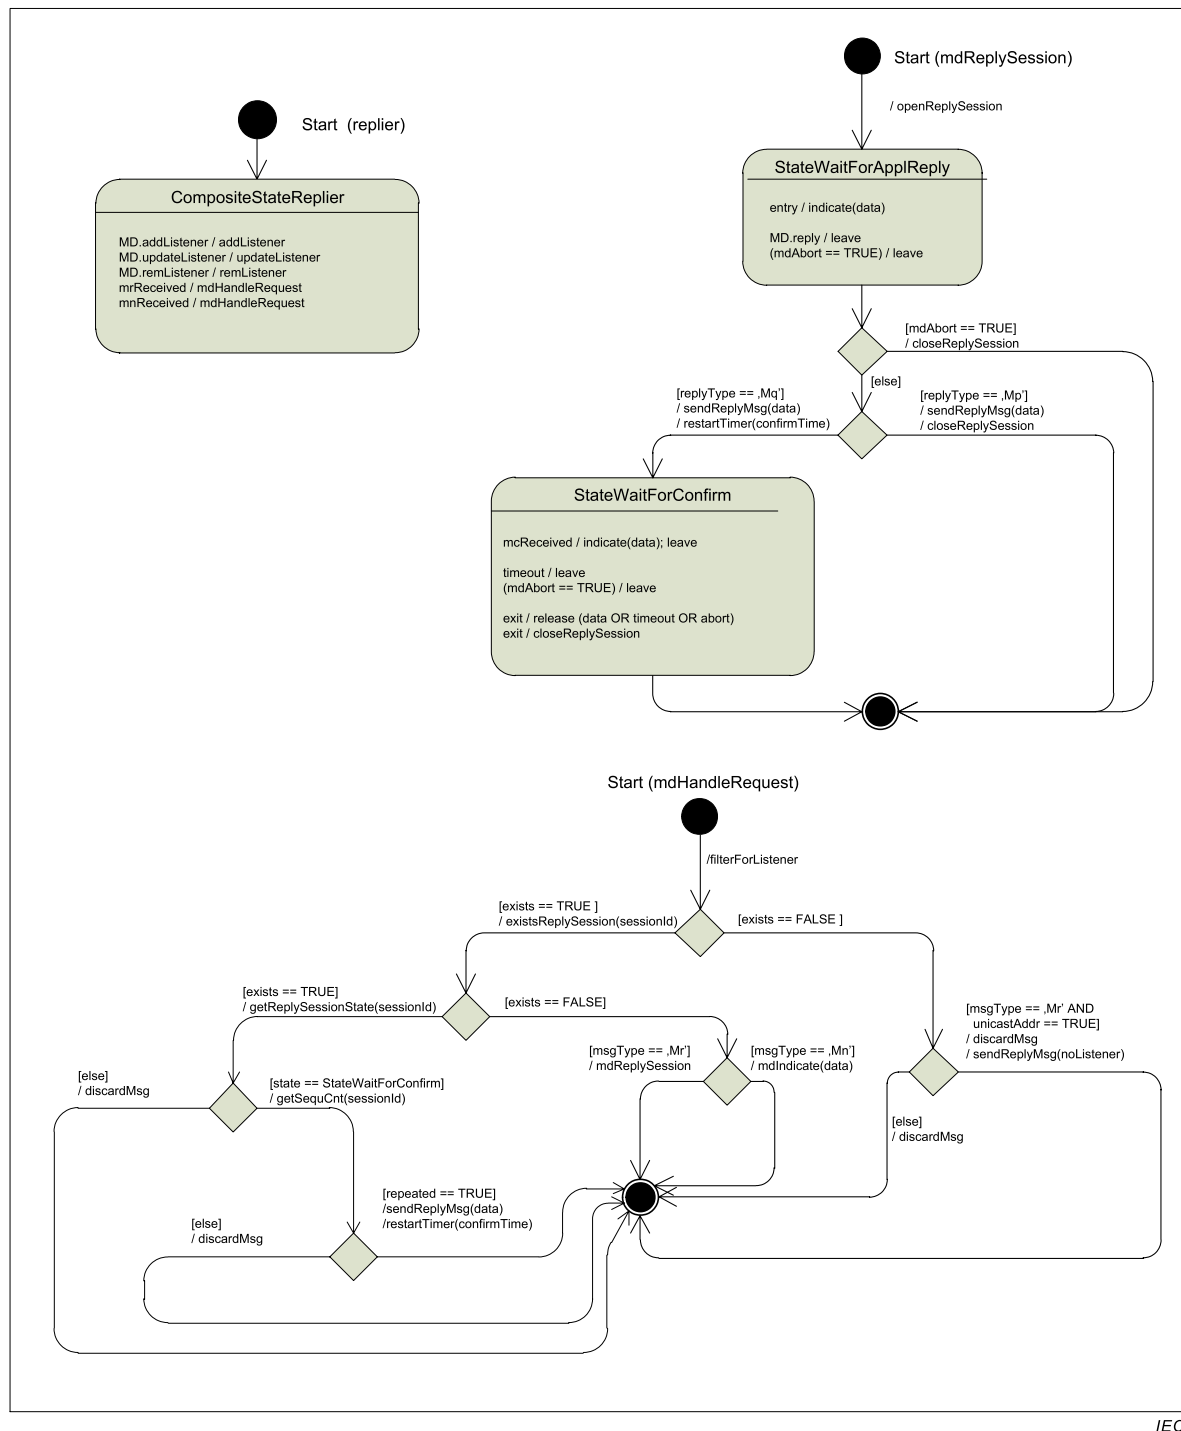 Start (mdReplySession)
/ openReplySession
Start (replier)
CompositeStateReplier
MD.addListener / addListener
MD.updateListener / updateListener
MD.remListener / remListener
mrReceived / mdHandleRequest
mnReceived / mdHandleRequest
StateWaitForApplReply
entry / indicate(data)
MD.reply / leave
(mdAbort == TRUE) / leave
[mdAbort == TRUE]
/ closeReplySession
[else]
[replyType == ‚Mq’]
/ sendReplyMsg(data)
/ restartTimer(confirmTime)
[replyType == ‚Mp’]
/ sendReplyMsg(data)
/ closeReplySession
StateWaitForConfirm
mcReceived / indicate(data); leave
timeout / leave
(mdAbort == TRUE) / leave
exit / release (data OR timeout OR abort)
exit / closeReplySession
Start (mdHandleRequest)
/filterForListener
[exists == TRUE ]
/ existsReplySession(sessionId)
[exists == FALSE ]
[exists == TRUE]
/ getReplySessionState(sessionId)
[exists == FALSE]
[msgType == ‚Mr’ AND
unicastAddr == TRUE]
/ discardMsg
/ sendReplyMsg(noListener)
[msgType == ‚Mr’]
/ mdReplySession
[msgType == ‚Mn’]
/ mdIndicate(data)
[else]
/ discardMsg
[state == StateWaitForConfirm]
/ getSequCnt(sessionId)
[else]
/ discardMsg
[repeated == TRUE]
/sendReplyMsg(data)
/restartTimer(confirmTime)
[else]
/ discardMsg
IEC